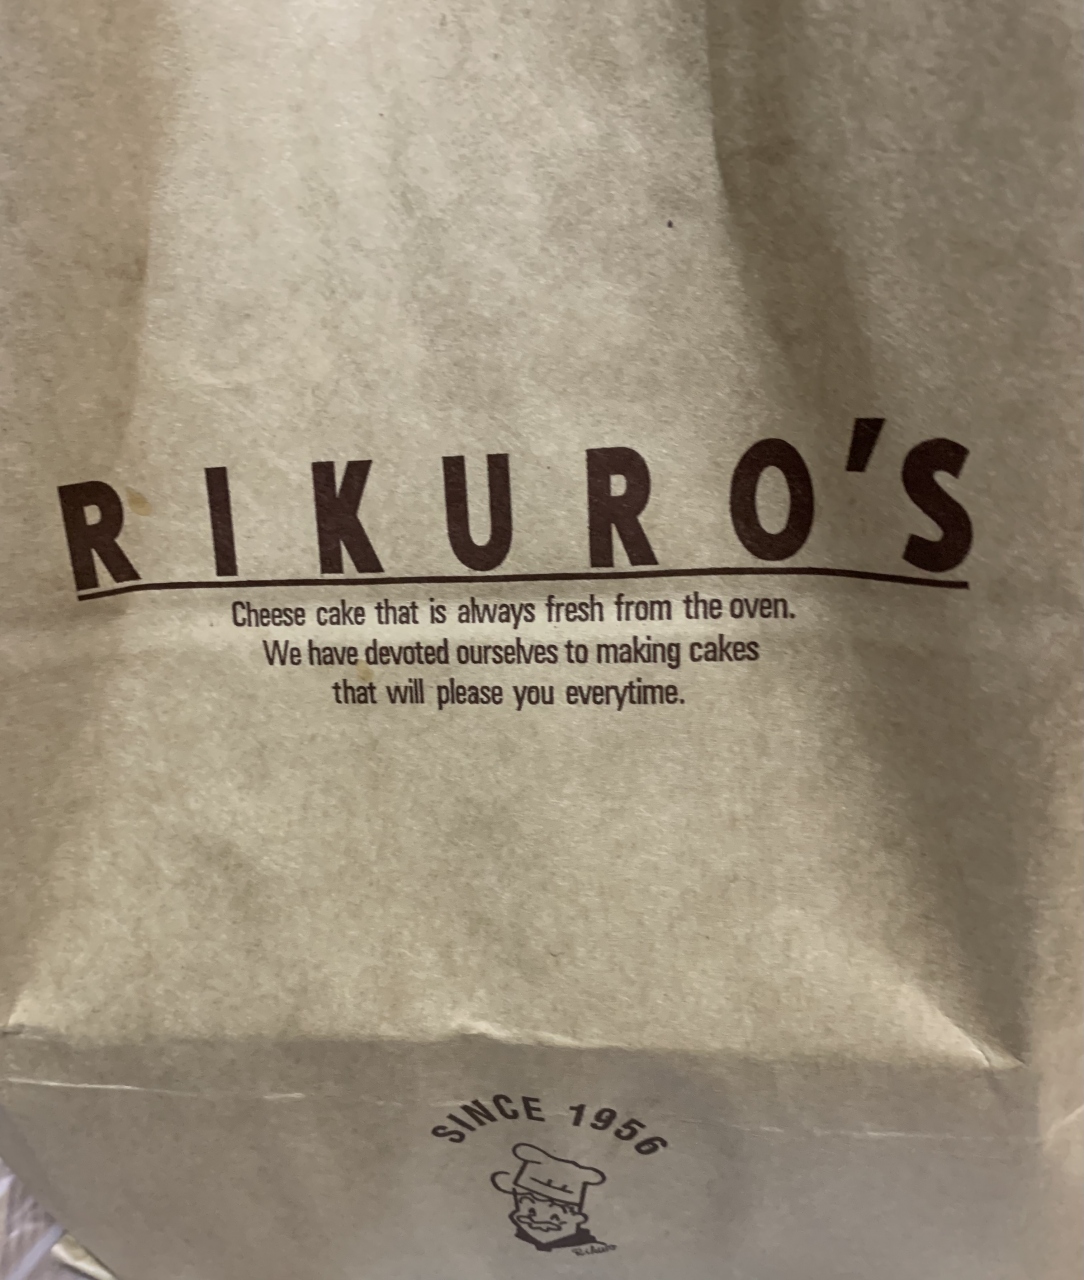 RIKURO'S
Cheese cake that is always fresh from the oven.
We have devoted ourselves to making cakes
that will please you everytime.
SINCE 1956
Rikuro